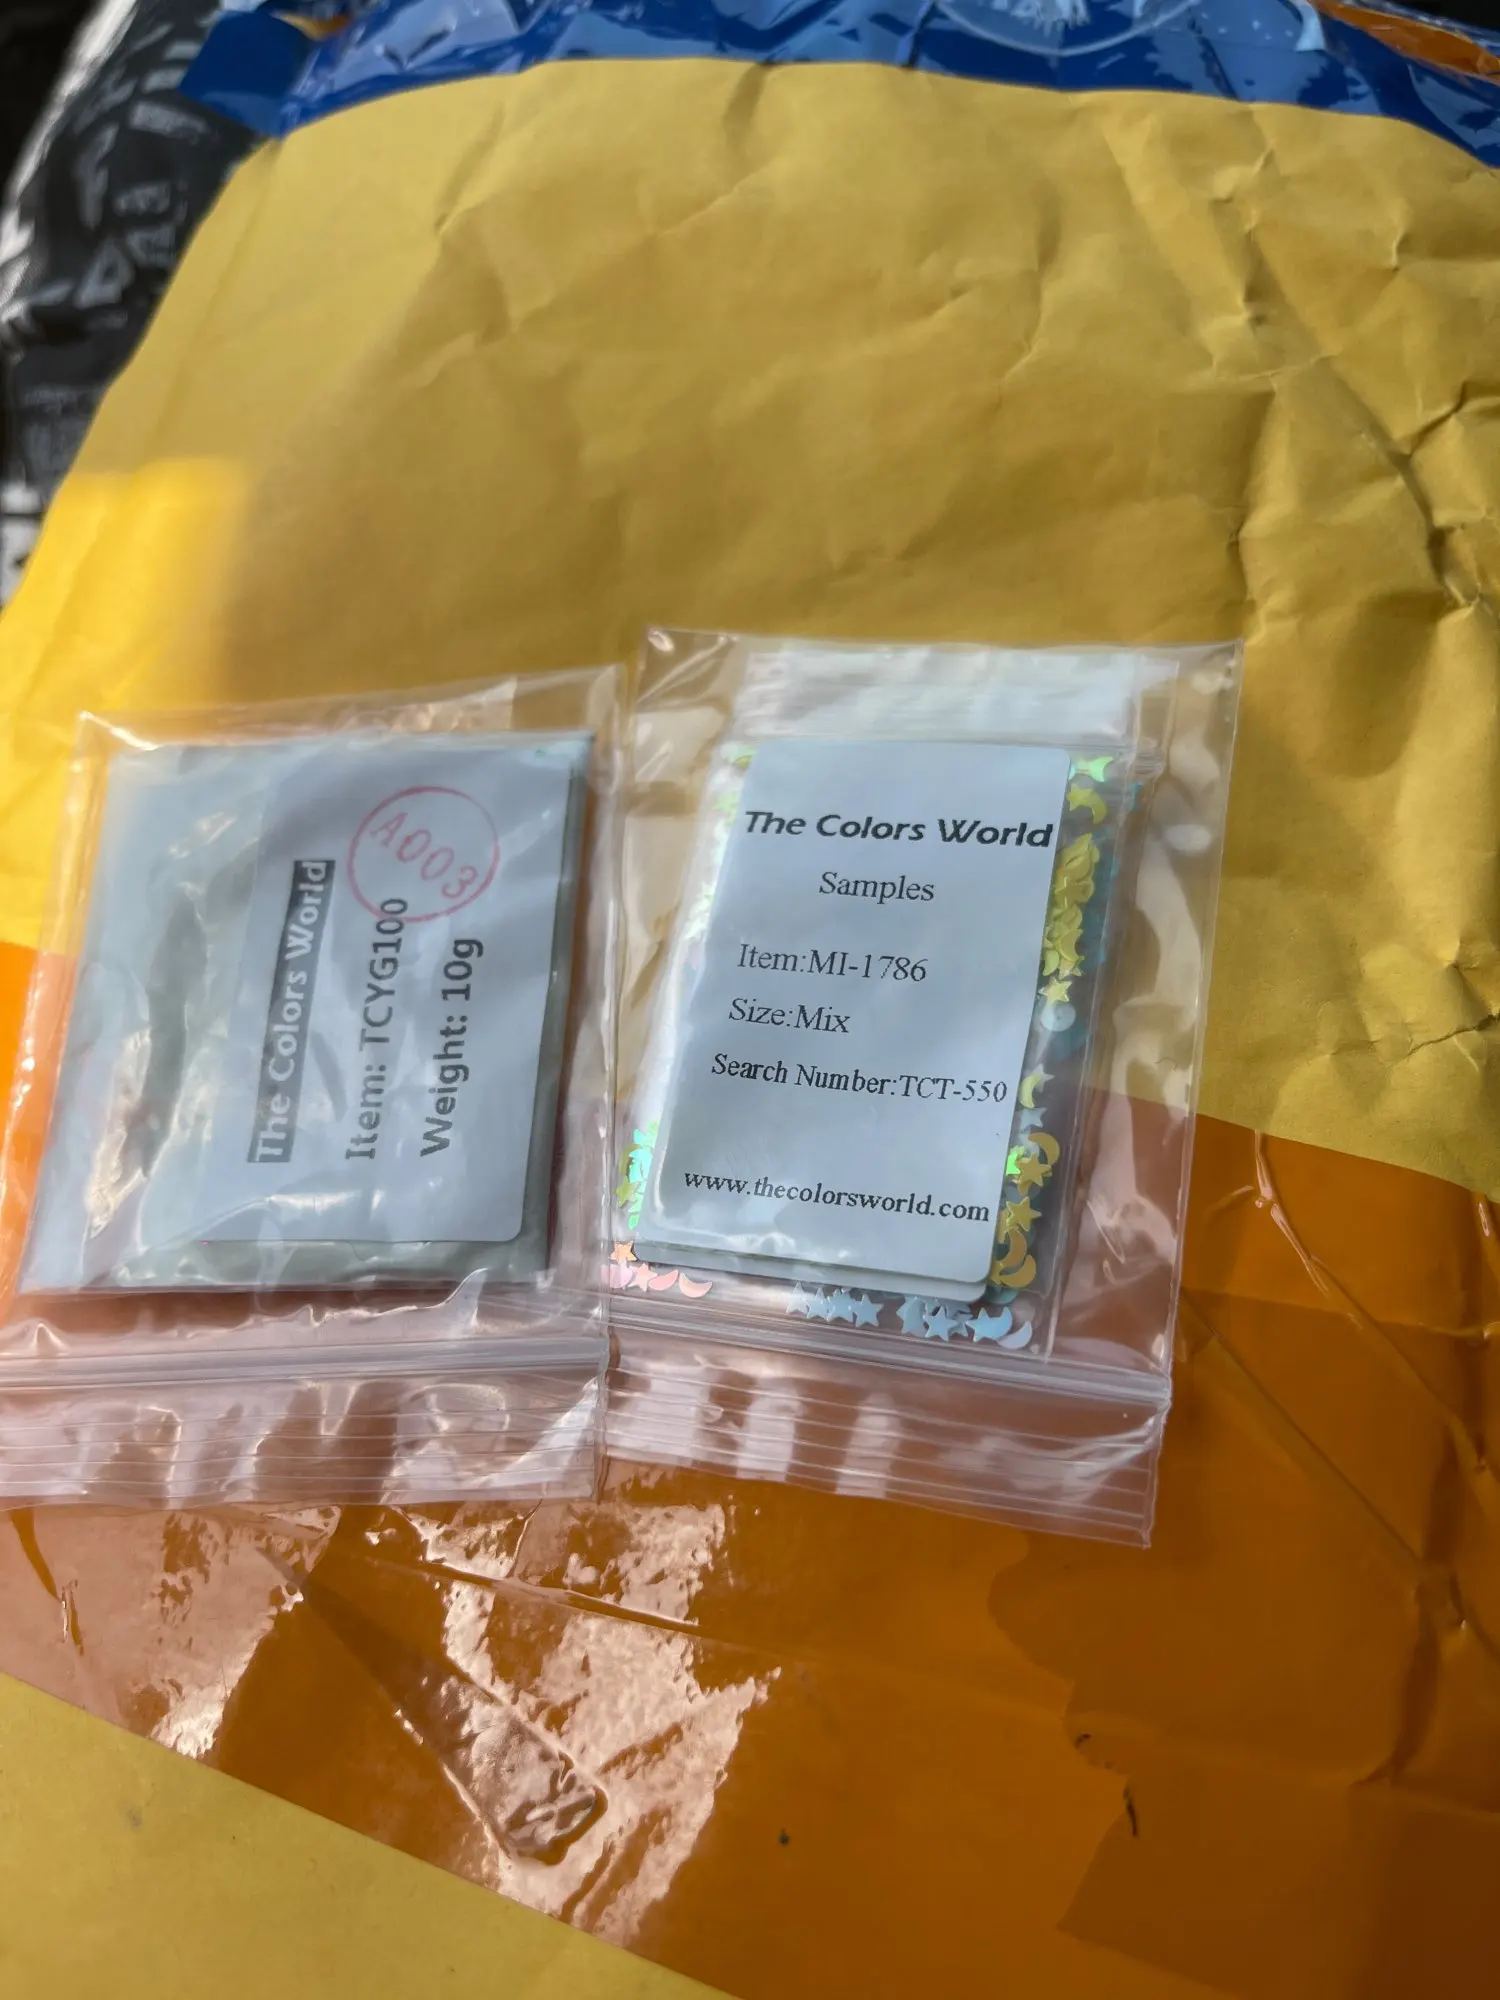 The Colors World
Item: TCYG100
Weight: 10g
A003
The Colors World
Samples
Item:MI-1786
Size:Mix
Search Number:TCT-550
www.thecolorsworld.com